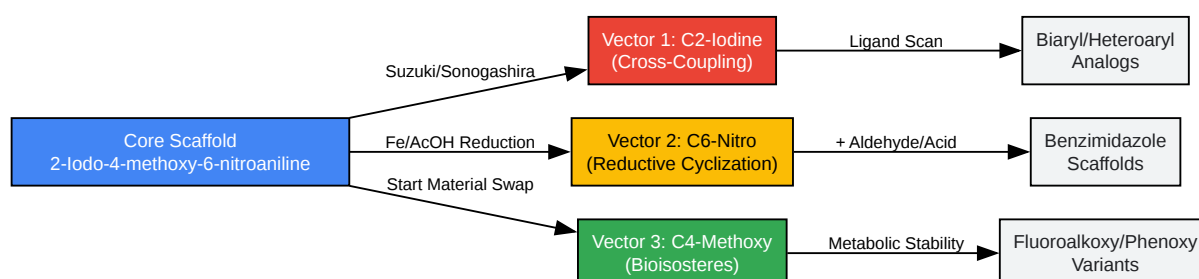 Core Scaffold
2-Iodo-4-methoxy-6-nitroaniline
Suzuki/Sonogashira
Vector 1: C2-Iodine
(Cross-Coupling)
Ligand Scan
Biaryl/Heteroaryl
Analogs
Fe/AcOH Reduction
Vector 2: C6-Nitro
(Reductive Cyclization)
+ Aldehyde/Acid
Benzimidazole
Scaffolds
Start Material Swap
Vector 3: C4-Methoxy
(Bioisosteres)
Metabolic Stability
Fluoroalkoxy/Phenoxy
Variants